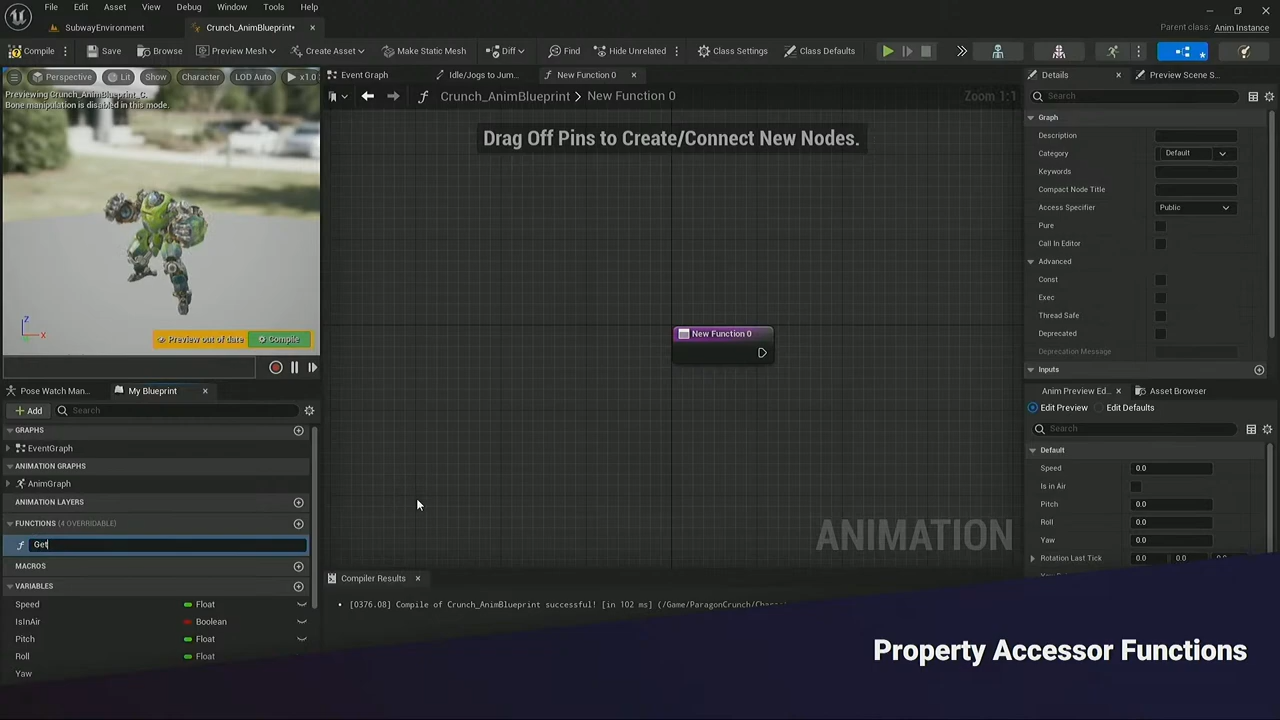 File Edit Asset View Debug Window Tools Help
SubwayEnvironment
Crunch_AnimBlueprint*
Parent class: Anim Instance
Compile Save Browse Preview Mesh Create Asset Make Static Mesh Diff Find Hide Unrelated Class Settings Class Defaults
Perspective Lit Show Character LOD Auto x1.0
Previewing Crunch_AnimBlueprint_C.
Bone manipulation is disabled in this mode.
Z
X
Preview out of date
Compile
Event Graph
Idle/Jogs to Jum...
New Function 0
Crunch_AnimBlueprint > New Function 0
Zoom 1:1
Drag Off Pins to Create/Connect New Nodes.
New Function 0
ANIMATION
Details
Preview Scene S...
Search
Graph
Description
Category Default
Keywords
Compact Node Title
Access Specifier Public
Pure
Call In Editor
Advanced
Const
Exec
Thread Safe
Deprecated
Deprecation Message
Inputs
Anim Preview Ed...
Asset Browser
Edit Preview Edit Defaults
Search
Default
Speed 0.0
Is in Air
Pitch 0.0
Roll 0.0
Yaw 0.0
Rotation Last Tick 0.0 0.0
Pose Watch Man...
My Blueprint
Add Search
GRAPHS
EventGraph
ANIMATION GRAPHS
AnimGraph
ANIMATION LAYERS
FUNCTIONS (4 OVERRIDABLE)
Get
MACROS
VARIABLES
Speed Float
IsInAir Boolean
Pitch Float
Roll Float
Yaw
Compiler Results
[0376.08] Compile of Crunch_AnimBlueprint successful! [in 102 ms] (/Game/ParagonCrunch/
Property Accessor Functions